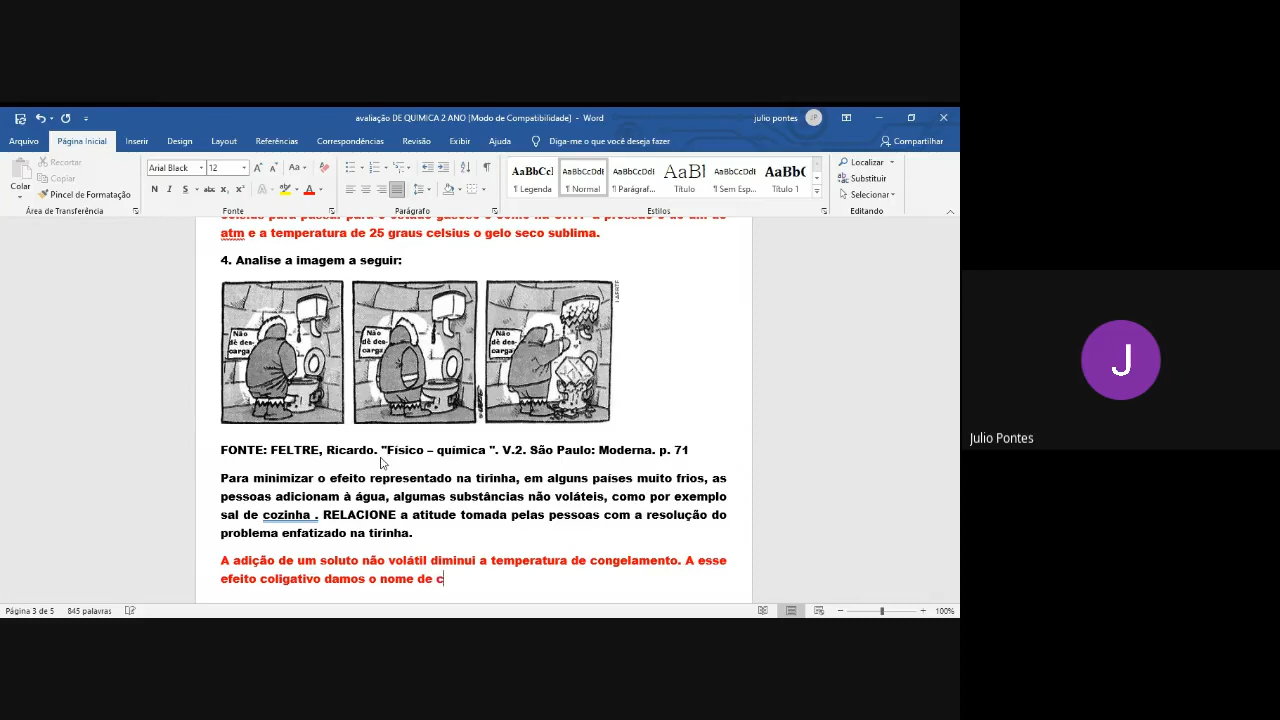 avaliação DE QUIMICA 2 ANO [Modo de Compatibilidade] - Word
julio pontes
JP
Arquivo
Página Inicial
Inserir
Design
Layout
Referências
Correspondências
Revisão
Exibir
Ajuda
Diga-me o que você deseja fazer
Compartilhar
Colar
Recortar
Copiar
Pincel de Formatação
Área de Transferência
Arial Black
12
Fonte
Parágrafo
AaBbCcI
¶ Legenda
AaBbCcDdI
¶ Normal
AaBbCcDdI
¶ Parágraf...
AaBl
Título
AaBbCcDdI
¶ Sem Esp...
AaBbC
Título 1
Estilos
Localizar
Substituir
Selecionar
Editando
atm e a temperatura de 25 graus celsius o gelo seco sublima.
4. Analise a imagem a seguir:
Não
dê des-
carga
Não
dê des-
carga
Não
dê des-
carga
FONTE: FELTRE, Ricardo. "Físico – química ". V.2. São Paulo: Moderna. p. 71
Para minimizar o efeito representado na tirinha, em alguns países muito frios, as
pessoas adicionam à água, algumas substâncias não voláteis, como por exemplo
sal de cozinha . RELACIONE a atitude tomada pelas pessoas com a resolução do
problema enfatizado na tirinha.
A adição de um soluto não volátil diminui a temperatura de congelamento. A esse
efeito coligativo damos o nome de c
Página 3 de 5
845 palavras
100%
J
Julio Pontes